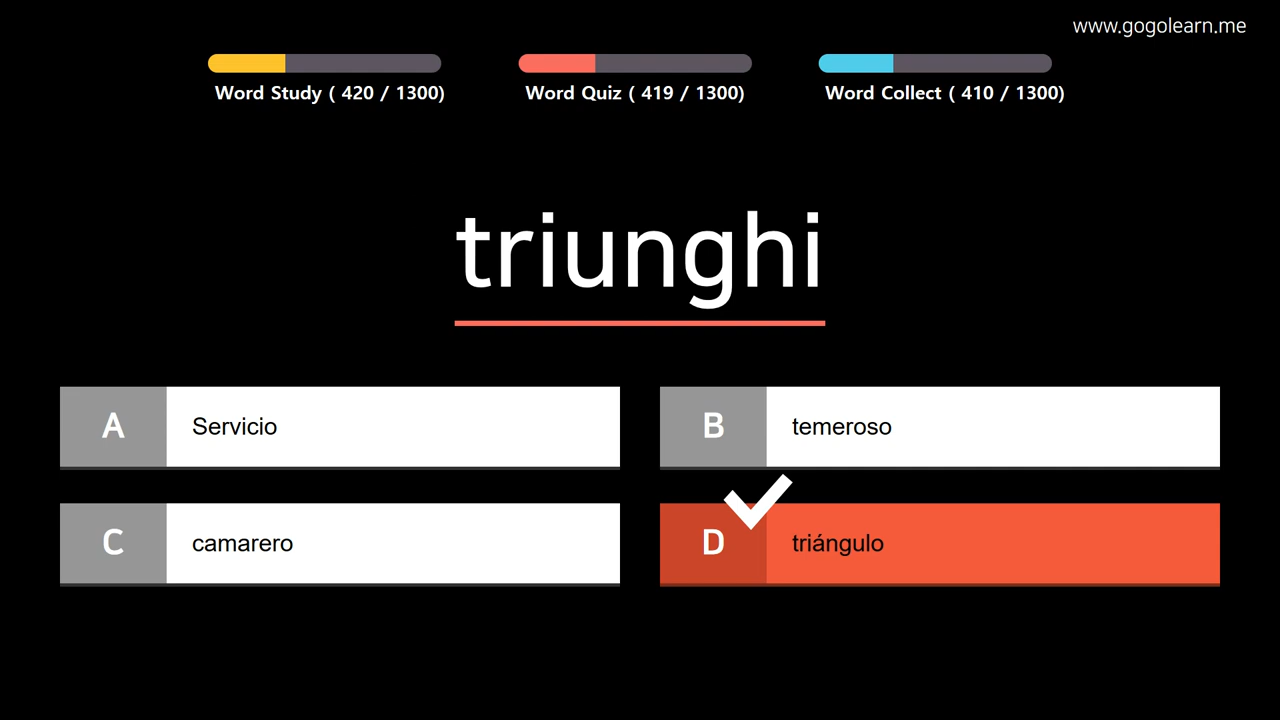 www.gogolearn.me
Word Study ( 420 / 1300)
Word Quiz ( 419 / 1300)
Word Collect ( 410 / 1300)
triunghi
A Servicio
B temeroso
C camarero
D triángulo